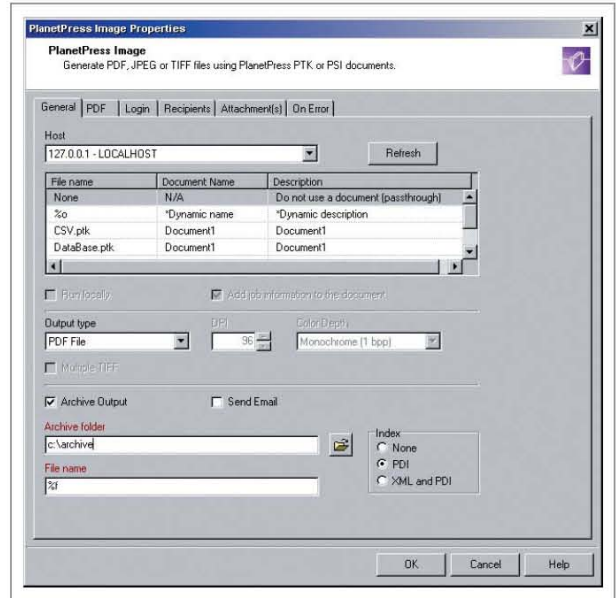 PlanetPress Image Properties
PlanetPress Image
Generate PDF, JPEG or TIFF files using PlanetPress PTK or PSI documents.
General PDF Login Recipients Attachment(s) On Error
Host
127.0.0.1 - LOCALHOST Refresh
File name Document Name Description
None N/A Do not use a document (passthrough)
%o *Dynamic name *Dynamic description
CSV.ptk Document1 Document1
DataBase.ptk Document1 Document1
Run locally Add job information to the document
Output type DPI Color Depth
PDF File 96 Monochrome (1 bpp)
Multiple TIFF
Archive Output Send Email
Archive folder
c:\archive
File name
%f
Index
None
PDI
XML and PDI
OK Cancel Help